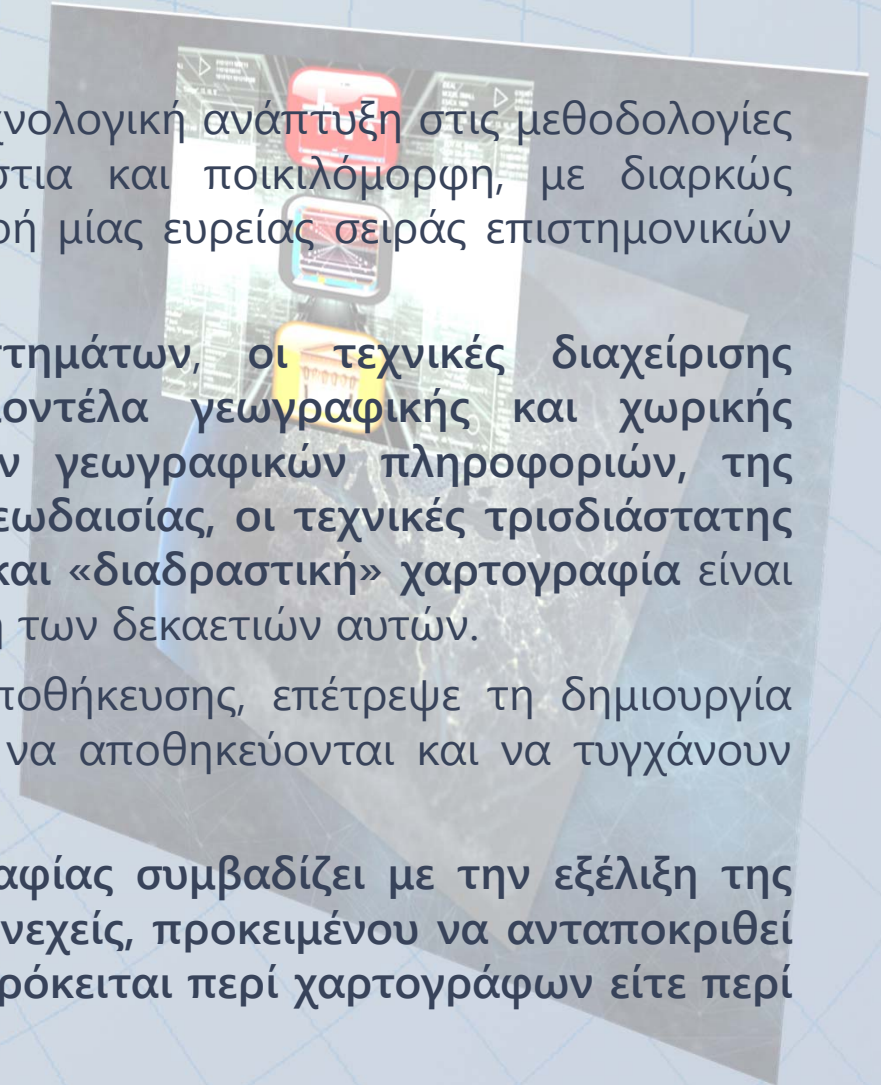 χνολογική ανάπτυξη στις μεθοδολογίες
στια και ποικιλόμορφη, με διαρκώς
ρή μίας ευρείας σειράς επιστημονικών
στημάτων, οι τεχνικές διαχείρισης
οντέλα γεωγραφικής και χωρικής
ν γεωγραφικών πληροφοριών, της
εωδαισίας, οι τεχνικές τρισδιάστατης
και «διαδραστική» χαρτογραφία είναι
η των δεκαετιών αυτών.
ποθήκευσης, επέτρεψε τη δημιουργία
να αποθηκεύονται και να τυγχάνουν
αφίας συμβαδίζει με την εξέλιξη της
νεχείς, προκειμένου να ανταποκριθεί
ρόκειται περί χαρτογράφων είτε περί